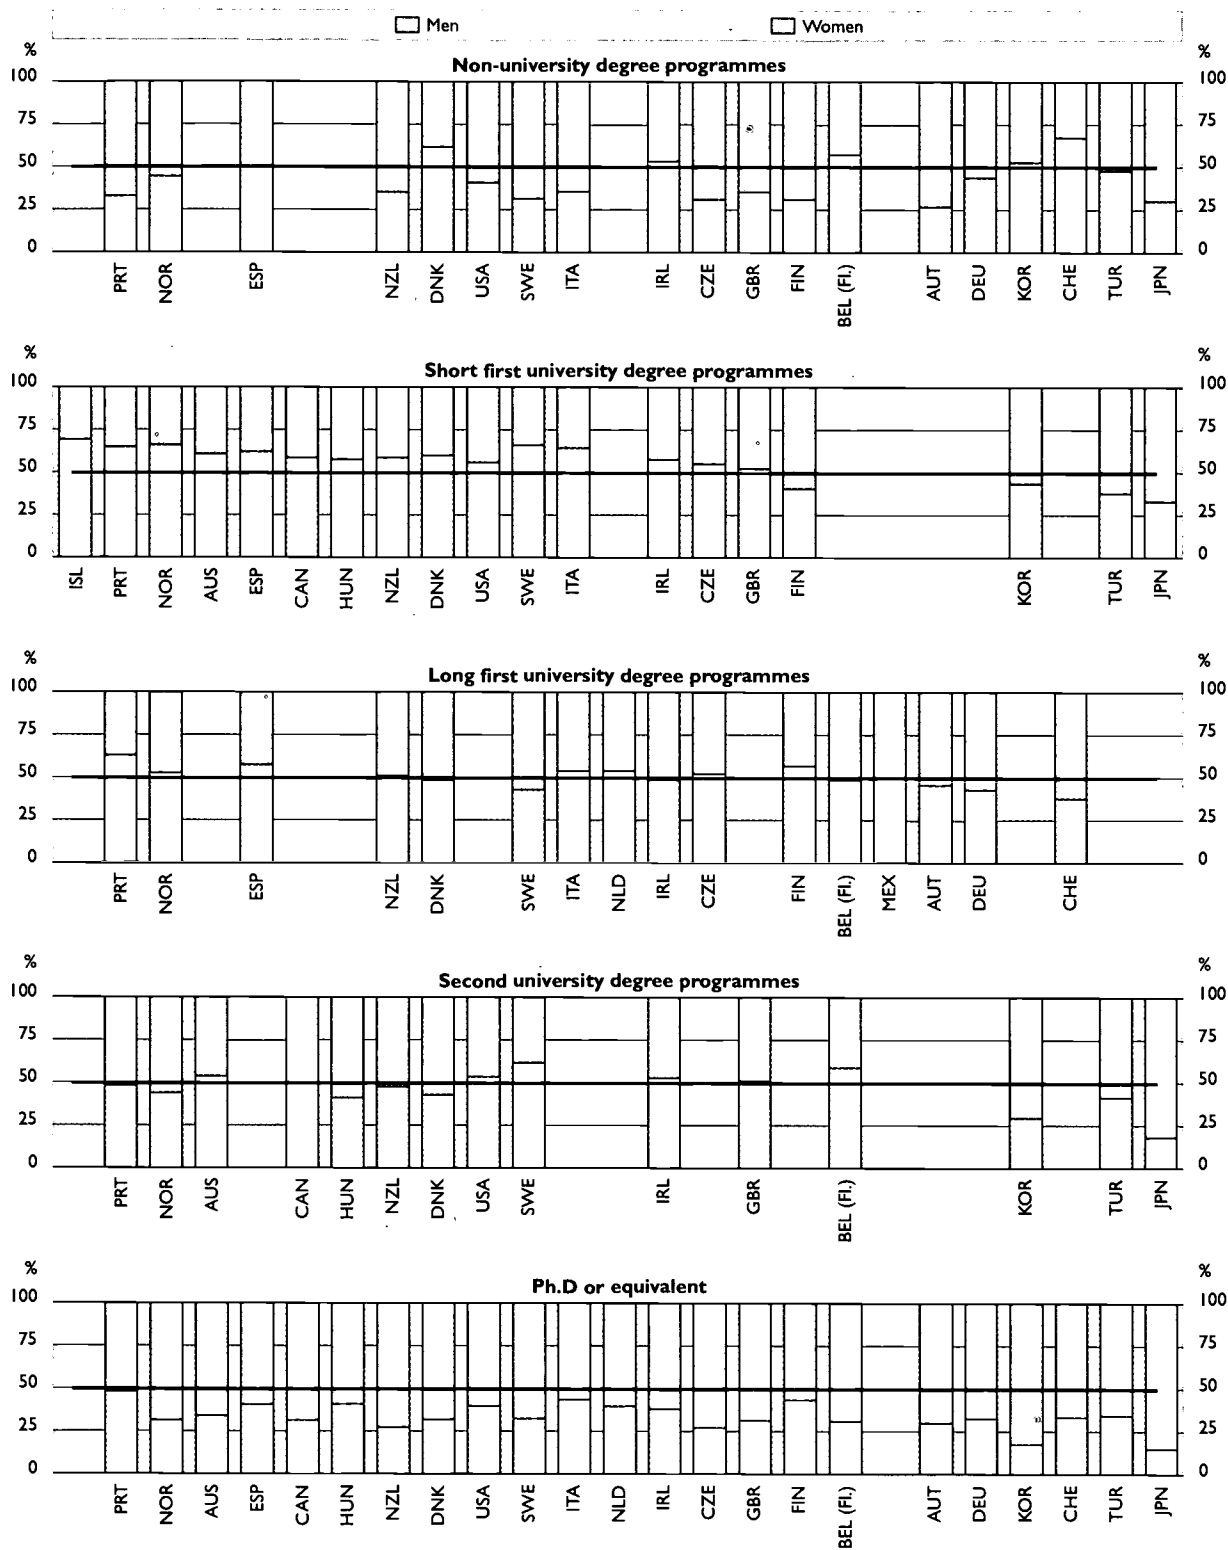 Men Women
% %
Non-university degree programmes
100 100
75 75
50 50
25 25
0 0
PRT NOR ESP NZL DNK USA SWE ITA IRL CZE GBR FIN BEL (Fl.) AUT DEU KOR CHE TUR JPN
% %
Short first university degree programmes
100 100
75 75
50 50
25 25
0 0
ISL PRT NOR AUS ESP CAN HUN NZL DNK USA SWE ITA IRL CZE GBR FIN KOR TUR JPN
% %
Long first university degree programmes
100 100
75 75
50 50
25 25
0 0
PRT NOR ESP NZL DNK SWE ITA NLD IRL CZE FIN BEL (Fl.) MEX AUT DEU CHE
% %
Second university degree programmes
100 100
75 75
50 50
25 25
0 0
PRT NOR AUS CAN HUN NZL DNK USA SWE IRL GBR BEL (Fl.) KOR TUR JPN
% %
Ph.D or equivalent
100 100
75 75
50 50
25 25
0 0
PRT NOR AUS ESP CAN HUN NZL DNK USA SWE ITA NLD IRL CZE GBR FIN BEL (Fl.) AUT DEU KOR CHE TUR JPN